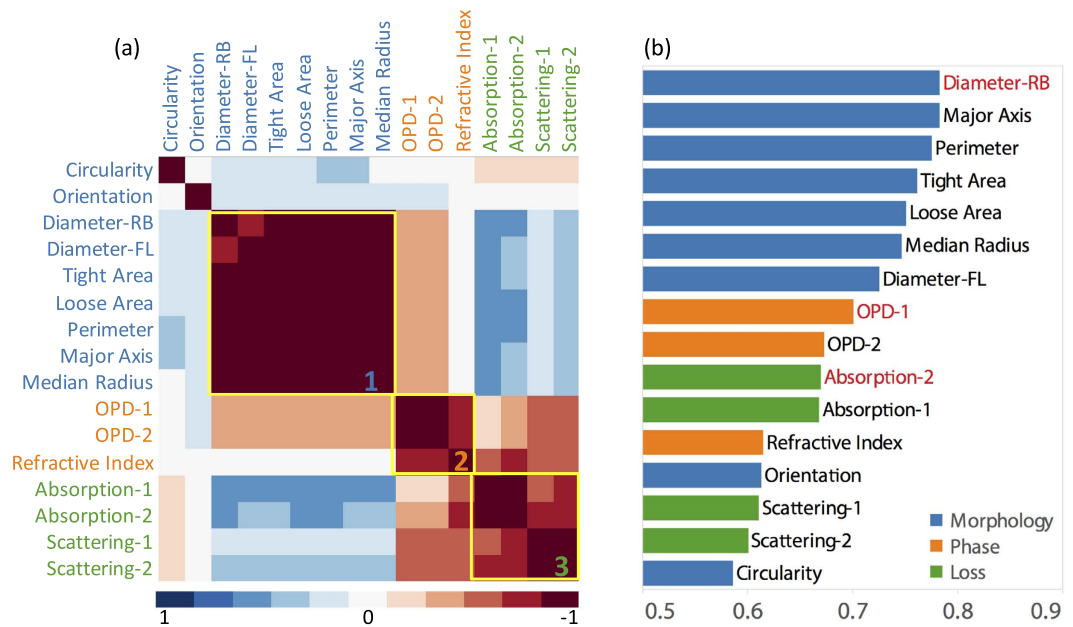 (a)
Circularity
Orientation
Diameter-RB
Diameter-FL
Tight Area
Loose Area
Perimeter
Major Axis
Median Radius
OPD-1
OPD-2
Refractive Index
Absorption-1
Absorption-2
Scattering-1
Scattering-2
Circularity
Orientation
Diameter-RB
Diameter-FL
Tight Area
Loose Area
Perimeter
Major Axis
Median Radius
OPD-1
OPD-2
Refractive Index
Absorption-1
Absorption-2
Scattering-1
Scattering-2
1
2
3
1 0 -1
(b)
Diameter-RB
Major Axis
Perimeter
Tight Area
Loose Area
Median Radius
Diameter-FL
OPD-1
OPD-2
Absorption-2
Absorption-1
Refractive Index
Orientation
Scattering-1
Scattering-2
Circularity
Morphology
Phase
Loss
0.5 0.6 0.7 0.8 0.9